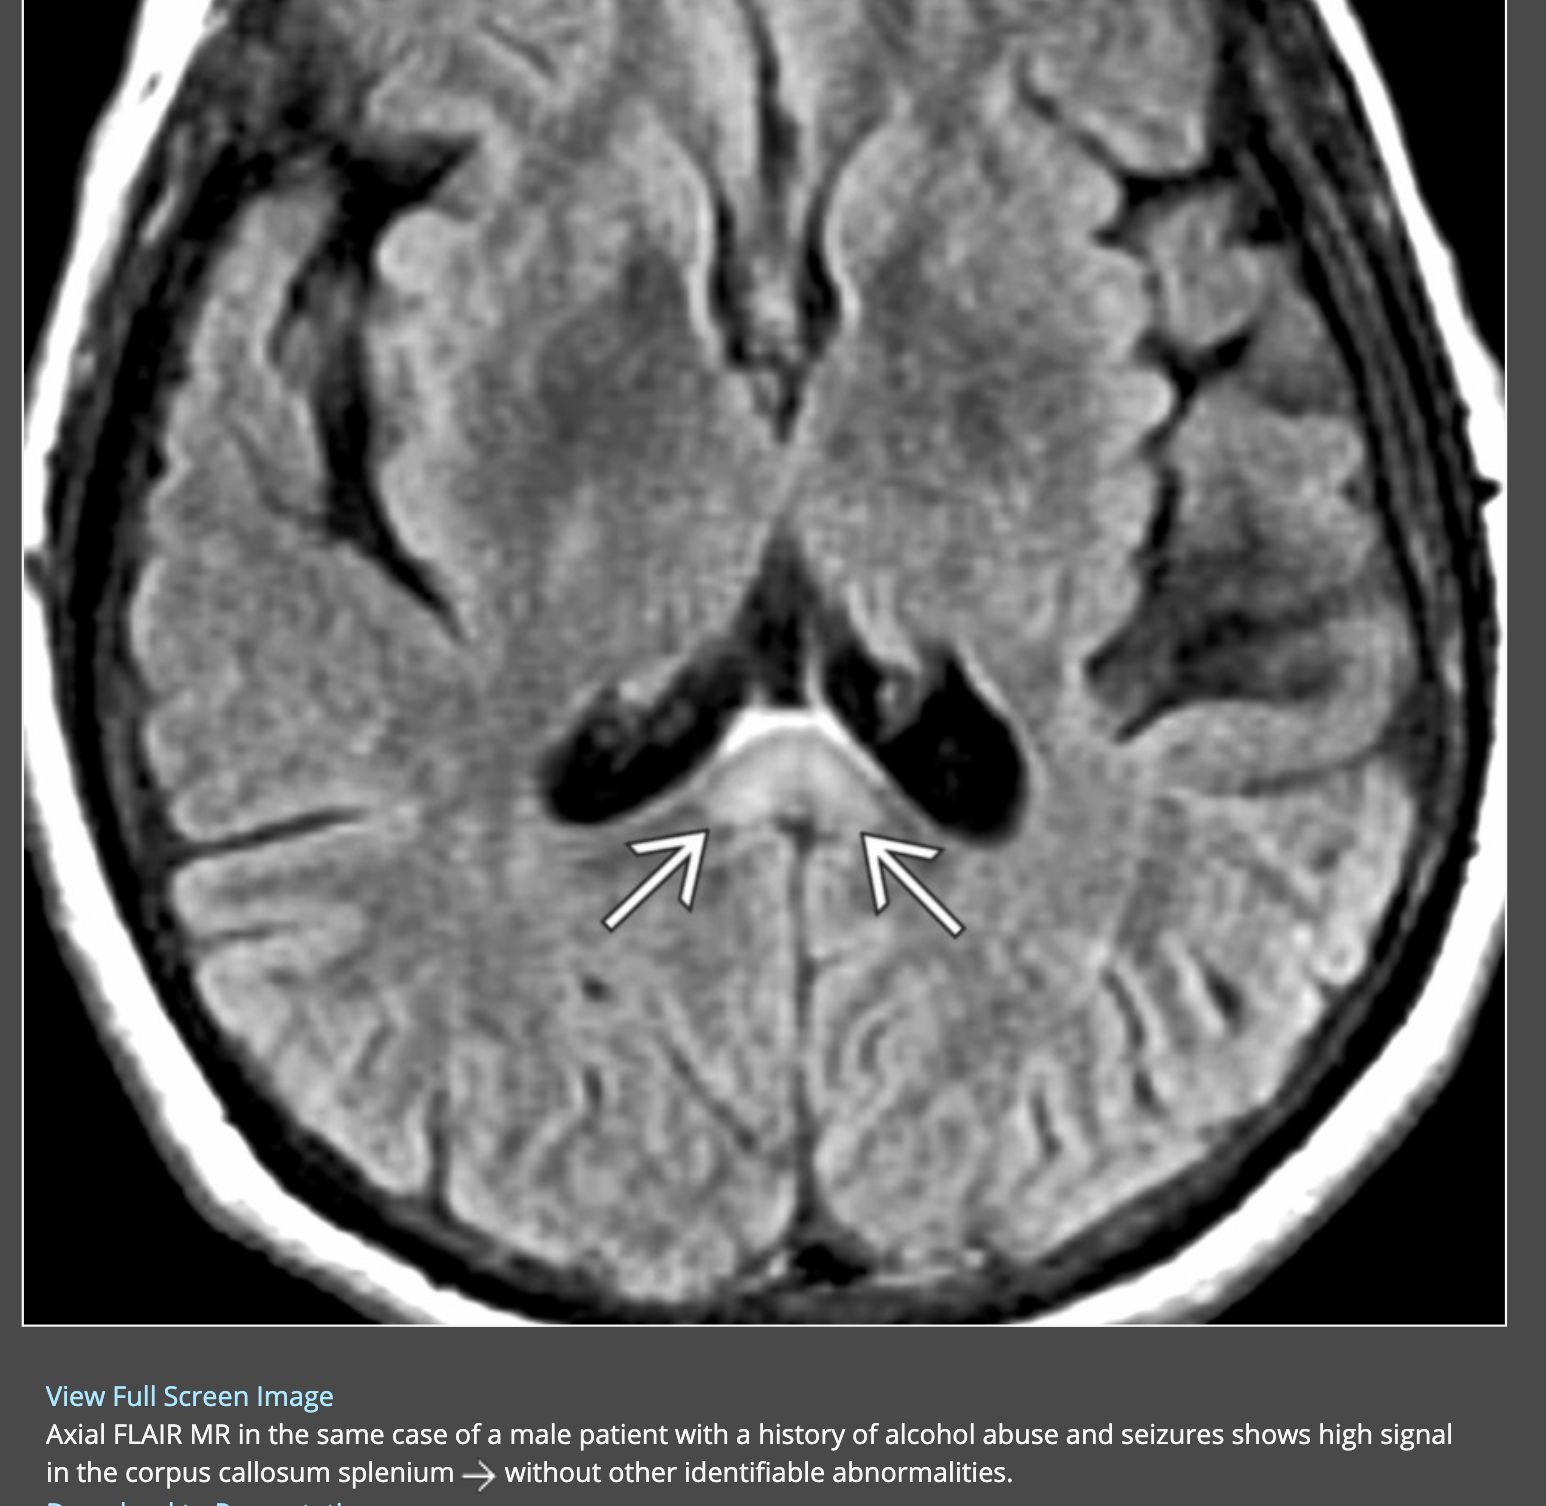 View Full Screen Image
Axial FLAIR MR in the same case of a male patient with a history of alcohol abuse and seizures shows high signal
in the corpus callosum splenium → without other identifiable abnormalities.